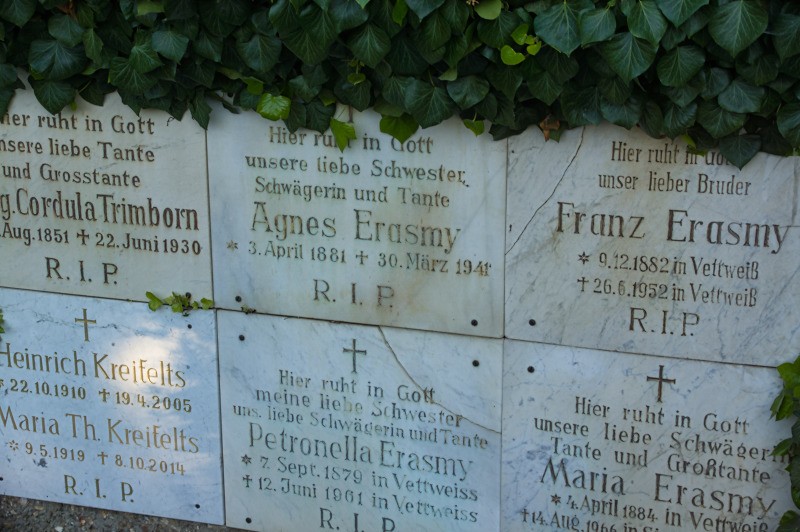 Hier ruht in Gott
unsere liebe Tante
und Grosstante
g. Cordula Trimborn
Aug. 1851 † 22. Juni 1930
R. I. P.
Hier ruht in Gott
unsere liebe Schwester,
Schwägerin und Tante
Agnes Erasmy
* 3. April 1881 † 30. März 1941
R. I. P.
Hier ruht in Gott
unser lieber Bruder
Franz Erasmy
* 9.12.1882 in Vettweiß
† 26.6.1952 in Vettweiß
R. I. P.
Heinrich Kreifelts
22.10.1910 † 19.4.2005
Maria Th. Kreifelts
* 9.5.1919 † 8.10.2014
R. I. P.
Hier ruht in Gott
meine liebe Schwester
uns. liebe Schwägerin und Tante
Petronella Erasmy
* 7. Sept. 1879 in Vettweiss
† 12. Juni 1961 in Vettweiss
R. I. P.
Hier ruht in Gott
unsere liebe Schwägerin
Tante und Großtante
Maria Erasmy
* 4. April 1884 in Vettweiß
† 14. Aug. 1966 in